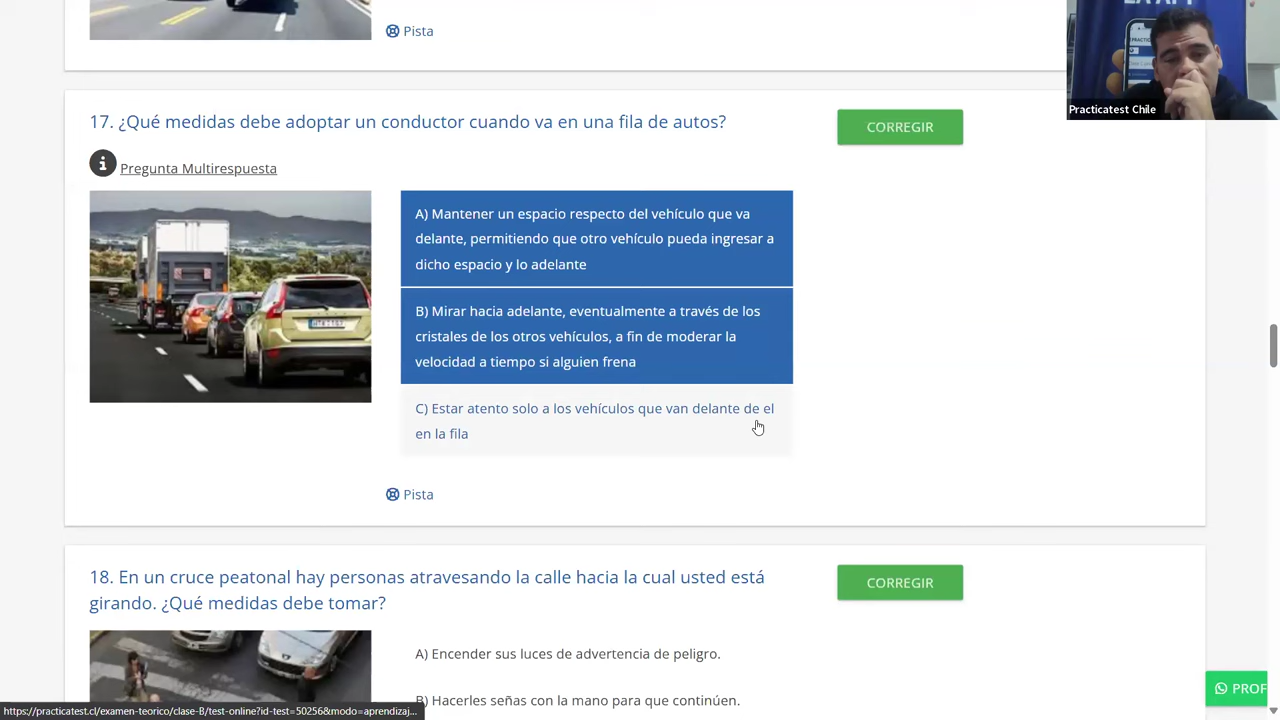 LA APP
Practicatest Chile
Pista
17. ¿Qué medidas debe adoptar un conductor cuando va en una fila de autos?
CORREGIR
Pregunta Multirespuesta
A) Mantener un espacio respecto del vehículo que va
delante, permitiendo que otro vehículo pueda ingresar a
dicho espacio y lo adelante
B) Mirar hacia adelante, eventualmente a través de los
cristales de los otros vehículos, a fin de moderar la
velocidad a tiempo si alguien frena
C) Estar atento solo a los vehículos que van delante de el
en la fila
Pista
18. En un cruce peatonal hay personas atravesando la calle hacia la cual usted está
girando. ¿Qué medidas debe tomar?
CORREGIR
A) Encender sus luces de advertencia de peligro.
B) Hacerles señas con la mano para que continúen.
PROF
https://practicatest.cl/examen-teorico/clase-B/test-online?id-test=50256&modo=aprendizaj...